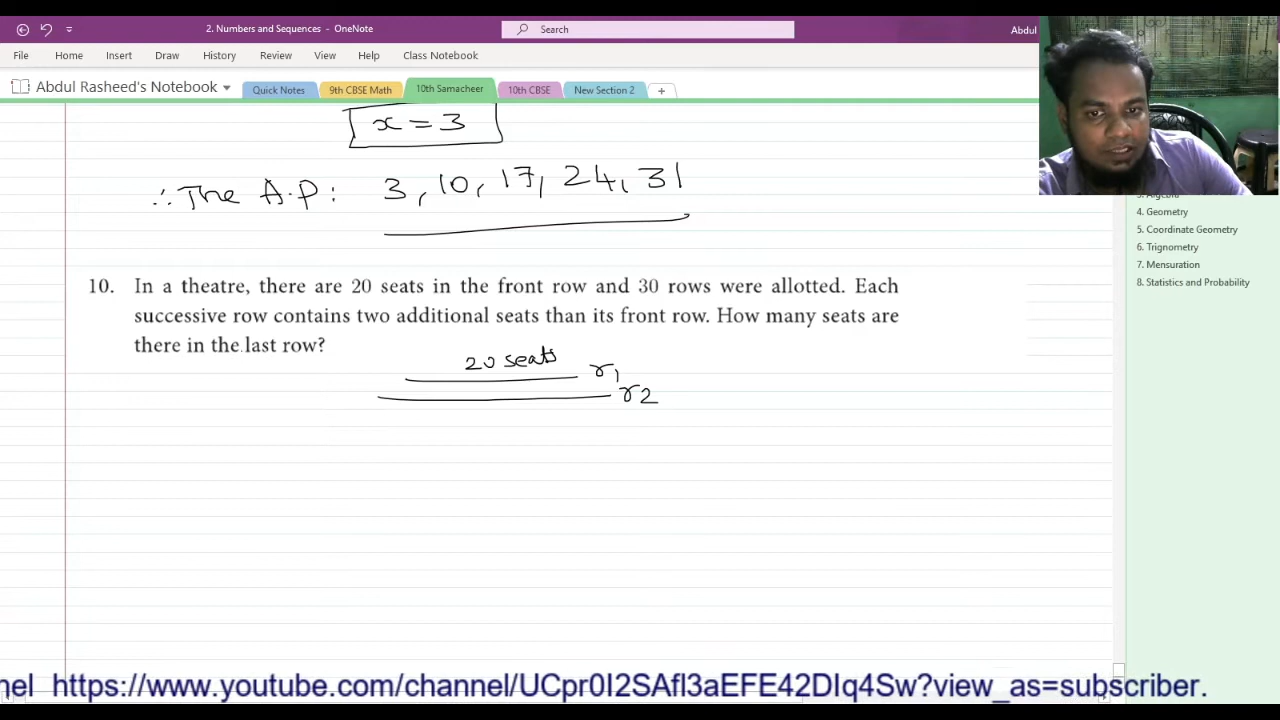 2. Numbers and Sequences - OneNote
Search
Abdul
File Home Insert Draw History Review View Help Class Notebook
Abdul Rasheed's Notebook
Quick Notes 9th CBSE Math 10th Samacheer 10th CBSE New Section 2 +
x = 3
∴ The A.P : 3, 10, 17, 24, 31
4. Geometry
5. Coordinate Geometry
6. Trignometry
7. Mensuration
8. Statistics and Probability
10. In a theatre, there are 20 seats in the front row and 30 rows were allotted. Each
successive row contains two additional seats than its front row. How many seats are
there in the last row?
20 seats r1
r2
nel https://www.youtube.com/channel/UCpr0I2SAfl3aEFE42DIq4Sw?view_as=subscriber.